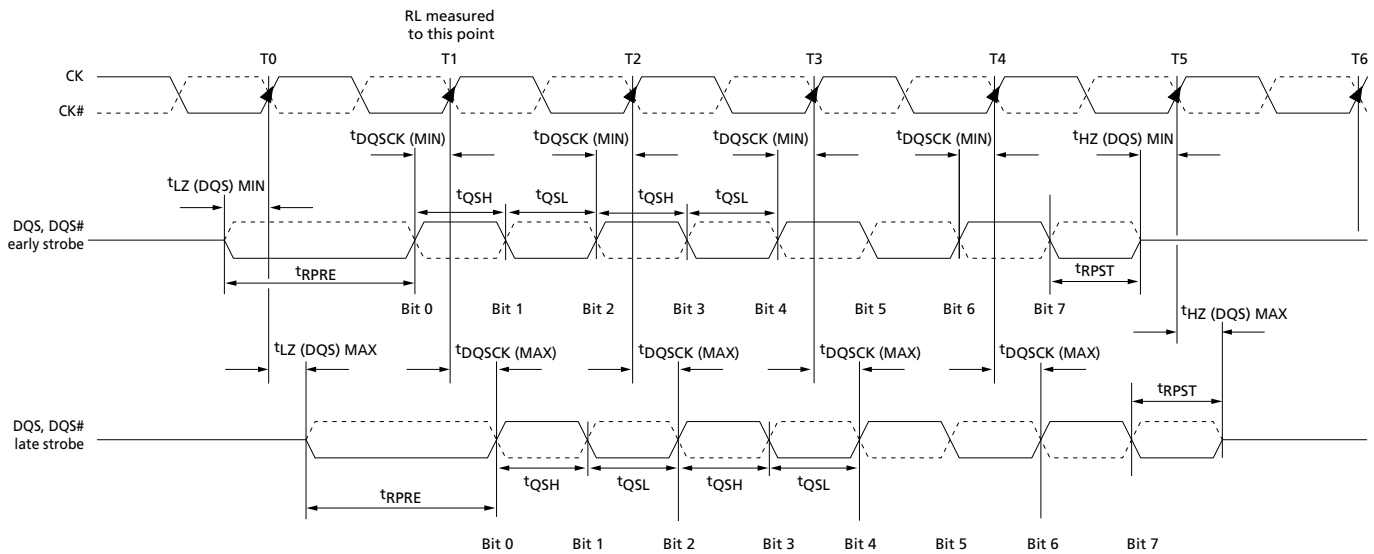 RL measured
to this point
T0 T1 T2 T3 T4 T5 T6
CK
CK#
tDQSCK (MIN) tDQSCK (MIN) tDQSCK (MIN) tDQSCK (MIN) tHZ (DQS) MIN
tLZ (DQS) MIN
tQSH tQSL tQSH tQSL
DQS, DQS#
early strobe
tRPRE tRPST
Bit 0 Bit 1 Bit 2 Bit 3 Bit 4 Bit 5 Bit 6 Bit 7
tHZ (DQS) MAX
tLZ (DQS) MAX tDQSCK (MAX) tDQSCK (MAX) tDQSCK (MAX) tDQSCK (MAX)
tRPST
DQS, DQS#
late strobe
tQSH tQSL tQSH tQSL
tRPRE
Bit 0 Bit 1 Bit 2 Bit 3 Bit 4 Bit 5 Bit 6 Bit 7